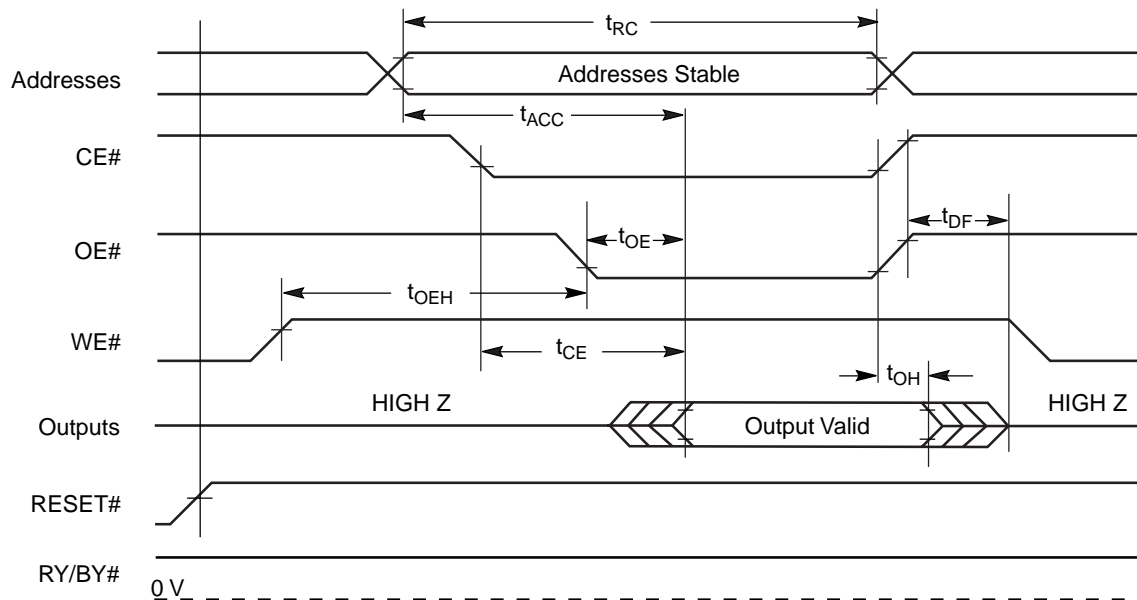 tRC
Addresses
Addresses Stable
tACC
CE#
tDF
OE#
tOE
tOEH
WE#
tCE
tOH
HIGH Z
HIGH Z
Outputs
Output Valid
RESET#
RY/BY#
0 V